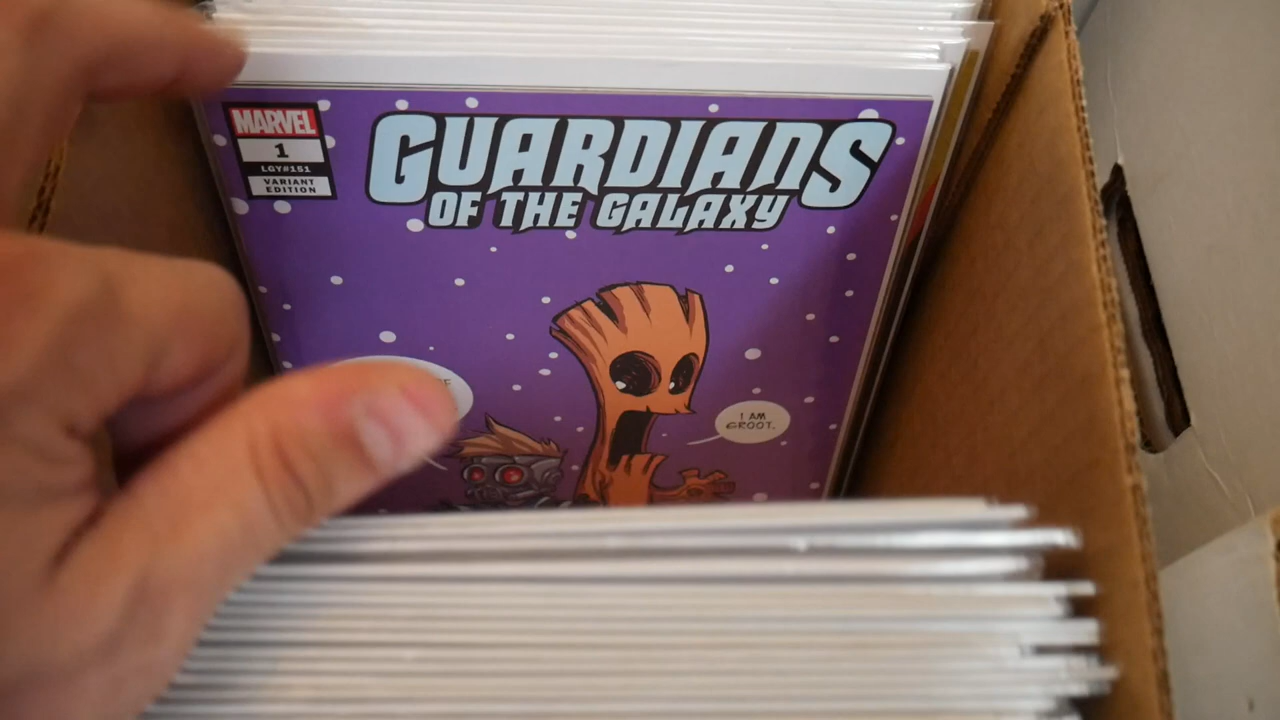 MARVEL
1
LGY#151
VARIANT
EDITION
GUARDIANS
OF THE GALAXY
I AM
GROOT.